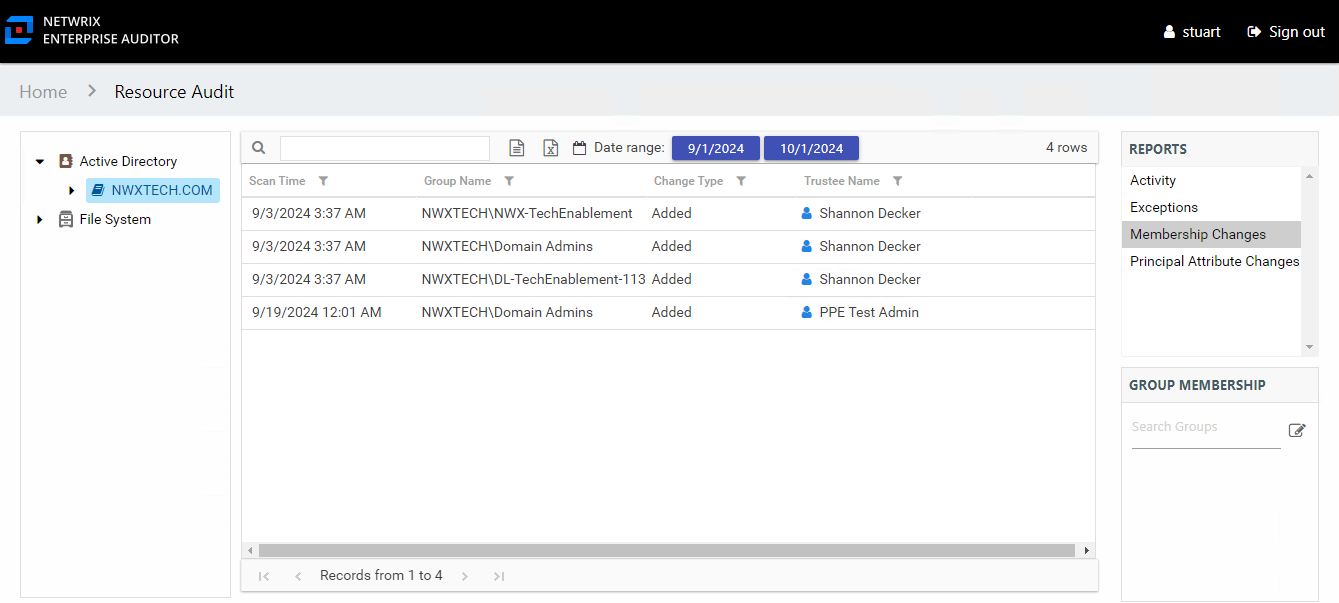 NETWRIX
ENTERPRISE AUDITOR
stuart
Sign out
Home > Resource Audit
Active Directory
NWXTECH.COM
File System
Date range: 9/1/2024 10/1/2024 4 rows
Scan Time Group Name Change Type Trustee Name
9/3/2024 3:37 AM NWXTECH\NWX-TechEnablement Added Shannon Decker
9/3/2024 3:37 AM NWXTECH\Domain Admins Added Shannon Decker
9/3/2024 3:37 AM NWXTECH\DL-TechEnablement-113 Added Shannon Decker
9/19/2024 12:01 AM NWXTECH\Domain Admins Added PPE Test Admin
Records from 1 to 4
REPORTS
Activity
Exceptions
Membership Changes
Principal Attribute Changes
GROUP MEMBERSHIP
Search Groups